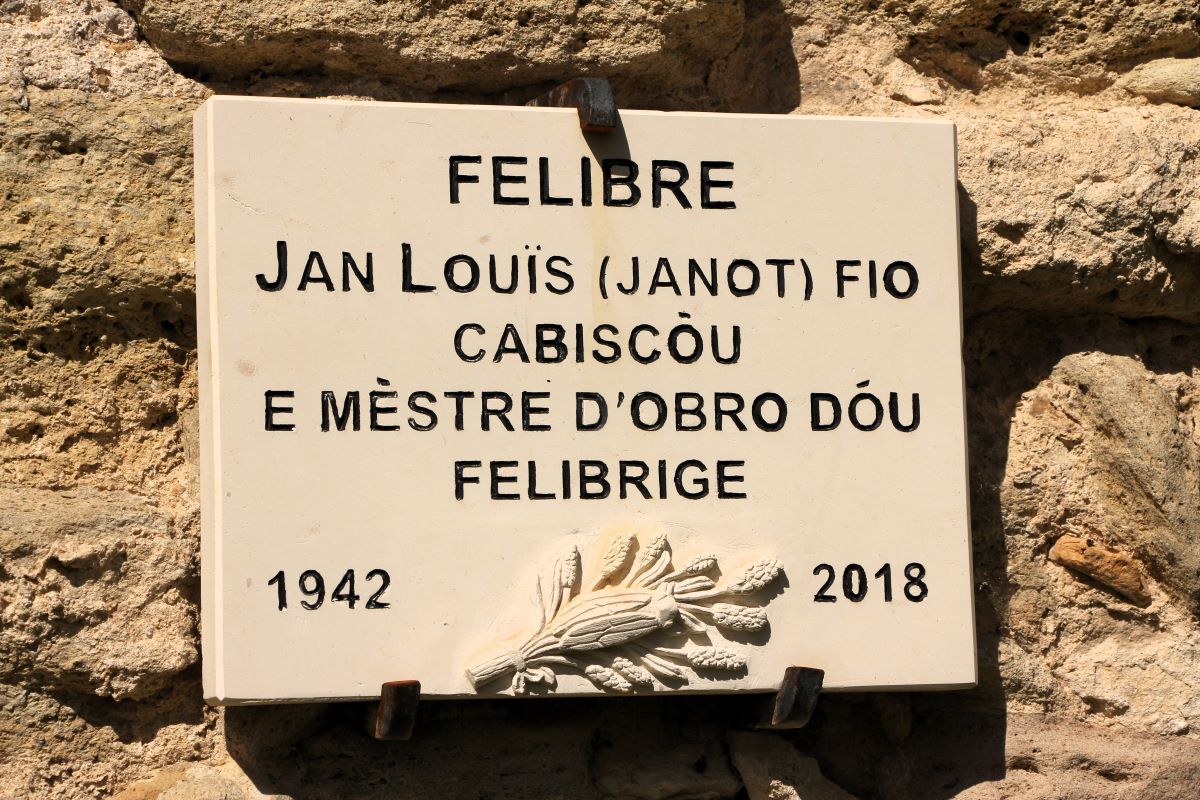 FELIBRE
JAN LOUÏS (JANOT) FIO
CABISCÒU
E MÈSTRE D'OBRO DÓU
FELIBRIGE
1942 2018